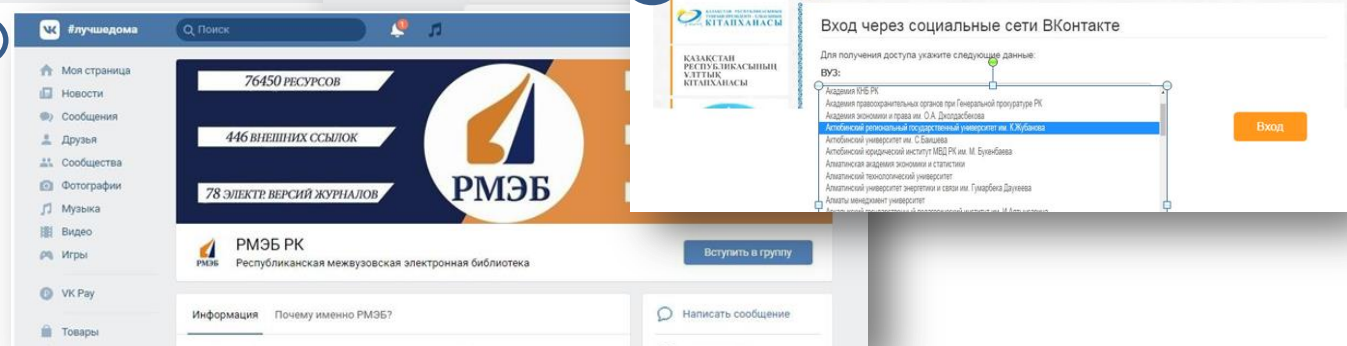 #лучшедома
Поиск
1
Моя страница
Новости
Сообщения
Друзья
Сообщества
Фотографии
Музыка
Видео
Игры
VK Pay
Товары
76450 РЕСУРСОВ
446 ВНЕШНИХ ССЫЛОК
78 ЭЛЕКТР. ВЕРСИЙ ЖУРНАЛОВ
РМЭБ
РМЭБ
РМЭБ РК
Республиканская межвузовская электронная библиотека
Вступить в группу
Информация Почему именно РМЭБ?
Написать сообщение
КІТАПХАНАСЫ
ҚАЗАҚСТАН
РЕСПУБЛИКАСЫНЫҢ
ҰЛТТЫҚ
КІТАПХАНАСЫ
Вход через социальные сети ВКонтакте
Для получения доступа укажите следующие данные:
ВУЗ:
Академия КНБ РК
Академия правоохранительных органов при Генеральной прокуратуре РК
Академия экономики и права им. О.А. Джолдасбекова
Актюбинский региональный государственный университет им. К.Жубанова
Актюбинский университет им. С.Баишева
Актюбинский юридический институт МВД РК им. М. Букенбаева
Алматинская академия экономики и статистики
Алматинский технологический университет
Алматинский университет энергетики и связи им. Гумарбека Даукеева
Алматы менеджмент университет
Вход